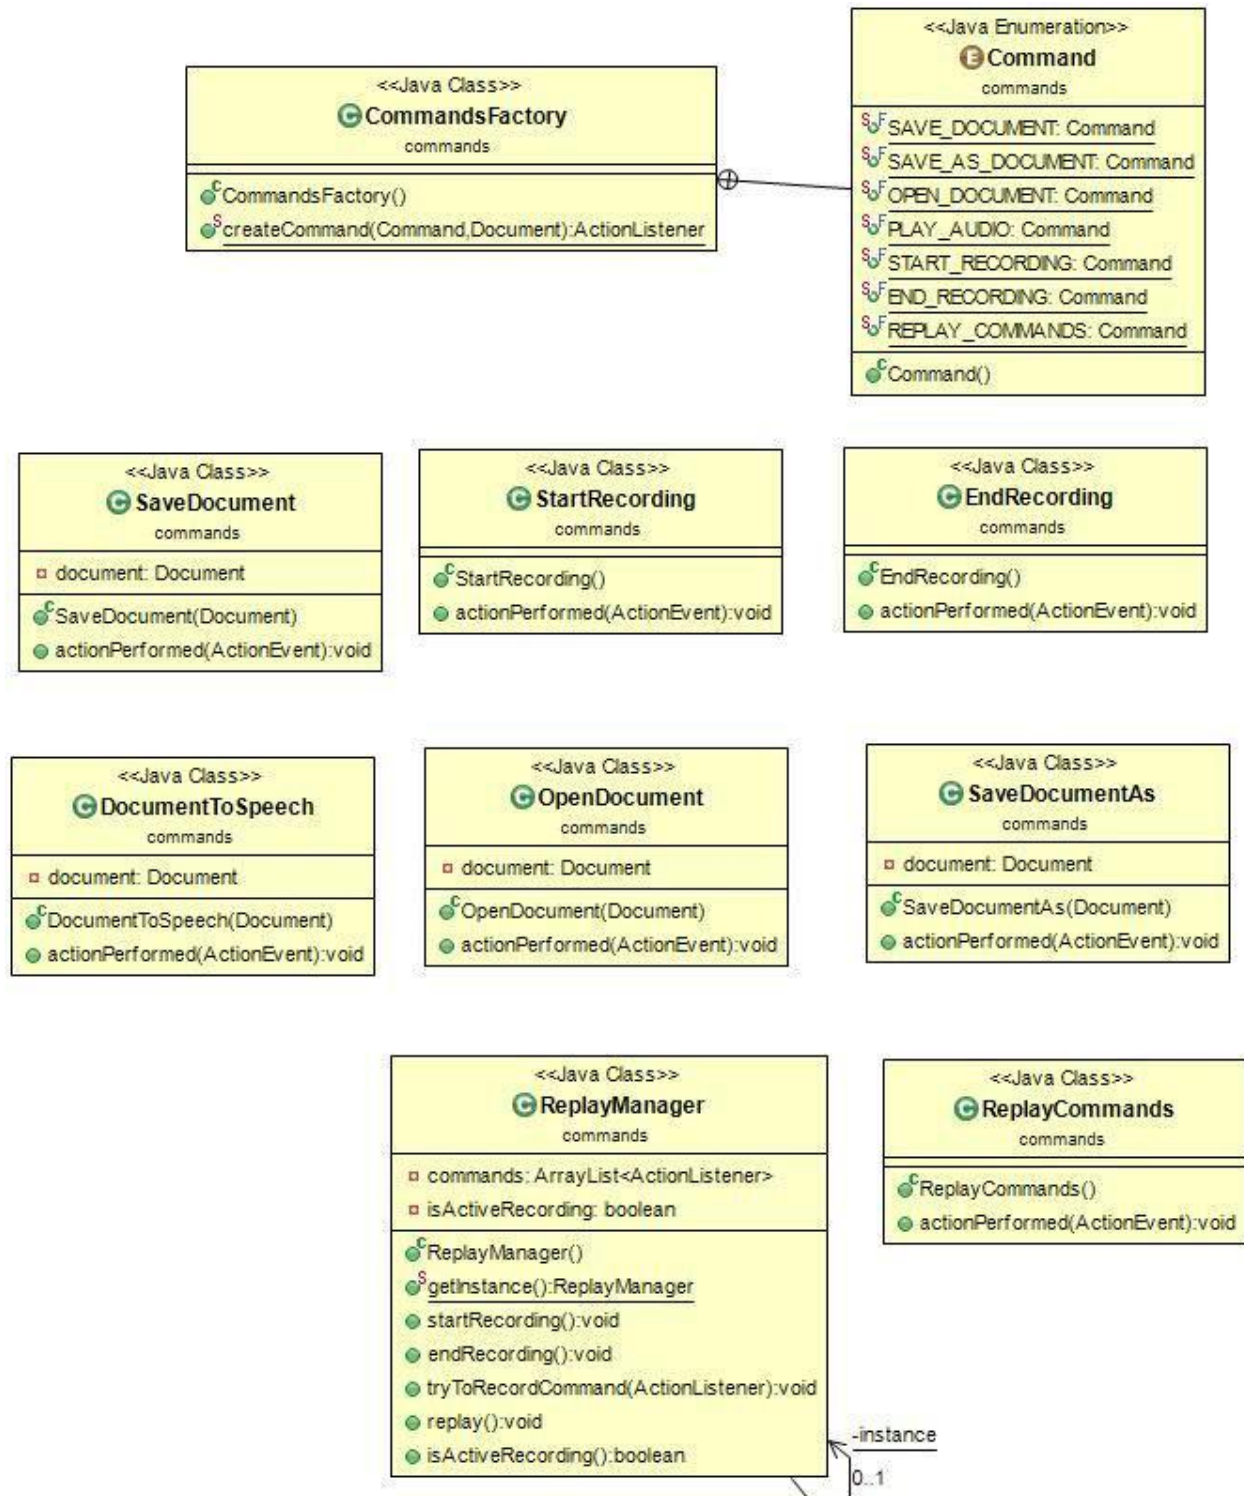 <<Java Class>>
CommandsFactory
commands
CommandsFactory()
createCommand(Command,Document):ActionListener
<<Java Enumeration>>
Command
commands
SAVE_DOCUMENT: Command
SAVE_AS_DOCUMENT: Command
OPEN_DOCUMENT: Command
PLAY_AUDIO: Command
START_RECORDING: Command
END_RECORDING: Command
REPLAY_COMMANDS: Command
Command()
<<Java Class>>
SaveDocument
commands
document: Document
SaveDocument(Document)
actionPerformed(ActionEvent):void
<<Java Class>>
StartRecording
commands
StartRecording()
actionPerformed(ActionEvent):void
<<Java Class>>
EndRecording
commands
EndRecording()
actionPerformed(ActionEvent):void
<<Java Class>>
DocumentToSpeech
commands
document: Document
DocumentToSpeech(Document)
actionPerformed(ActionEvent):void
<<Java Class>>
OpenDocument
commands
document: Document
OpenDocument(Document)
actionPerformed(ActionEvent):void
<<Java Class>>
SaveDocumentAs
commands
document: Document
SaveDocumentAs(Document)
actionPerformed(ActionEvent):void
<<Java Class>>
ReplayManager
commands
commands: ArrayList<ActionListener>
isActiveRecording: boolean
ReplayManager()
getInstance():ReplayManager
startRecording():void
endRecording():void
tryToRecordCommand(ActionListener):void
replay():void
isActiveRecording():boolean
-instance
0..1
<<Java Class>>
ReplayCommands
commands
ReplayCommands()
actionPerformed(ActionEvent):void